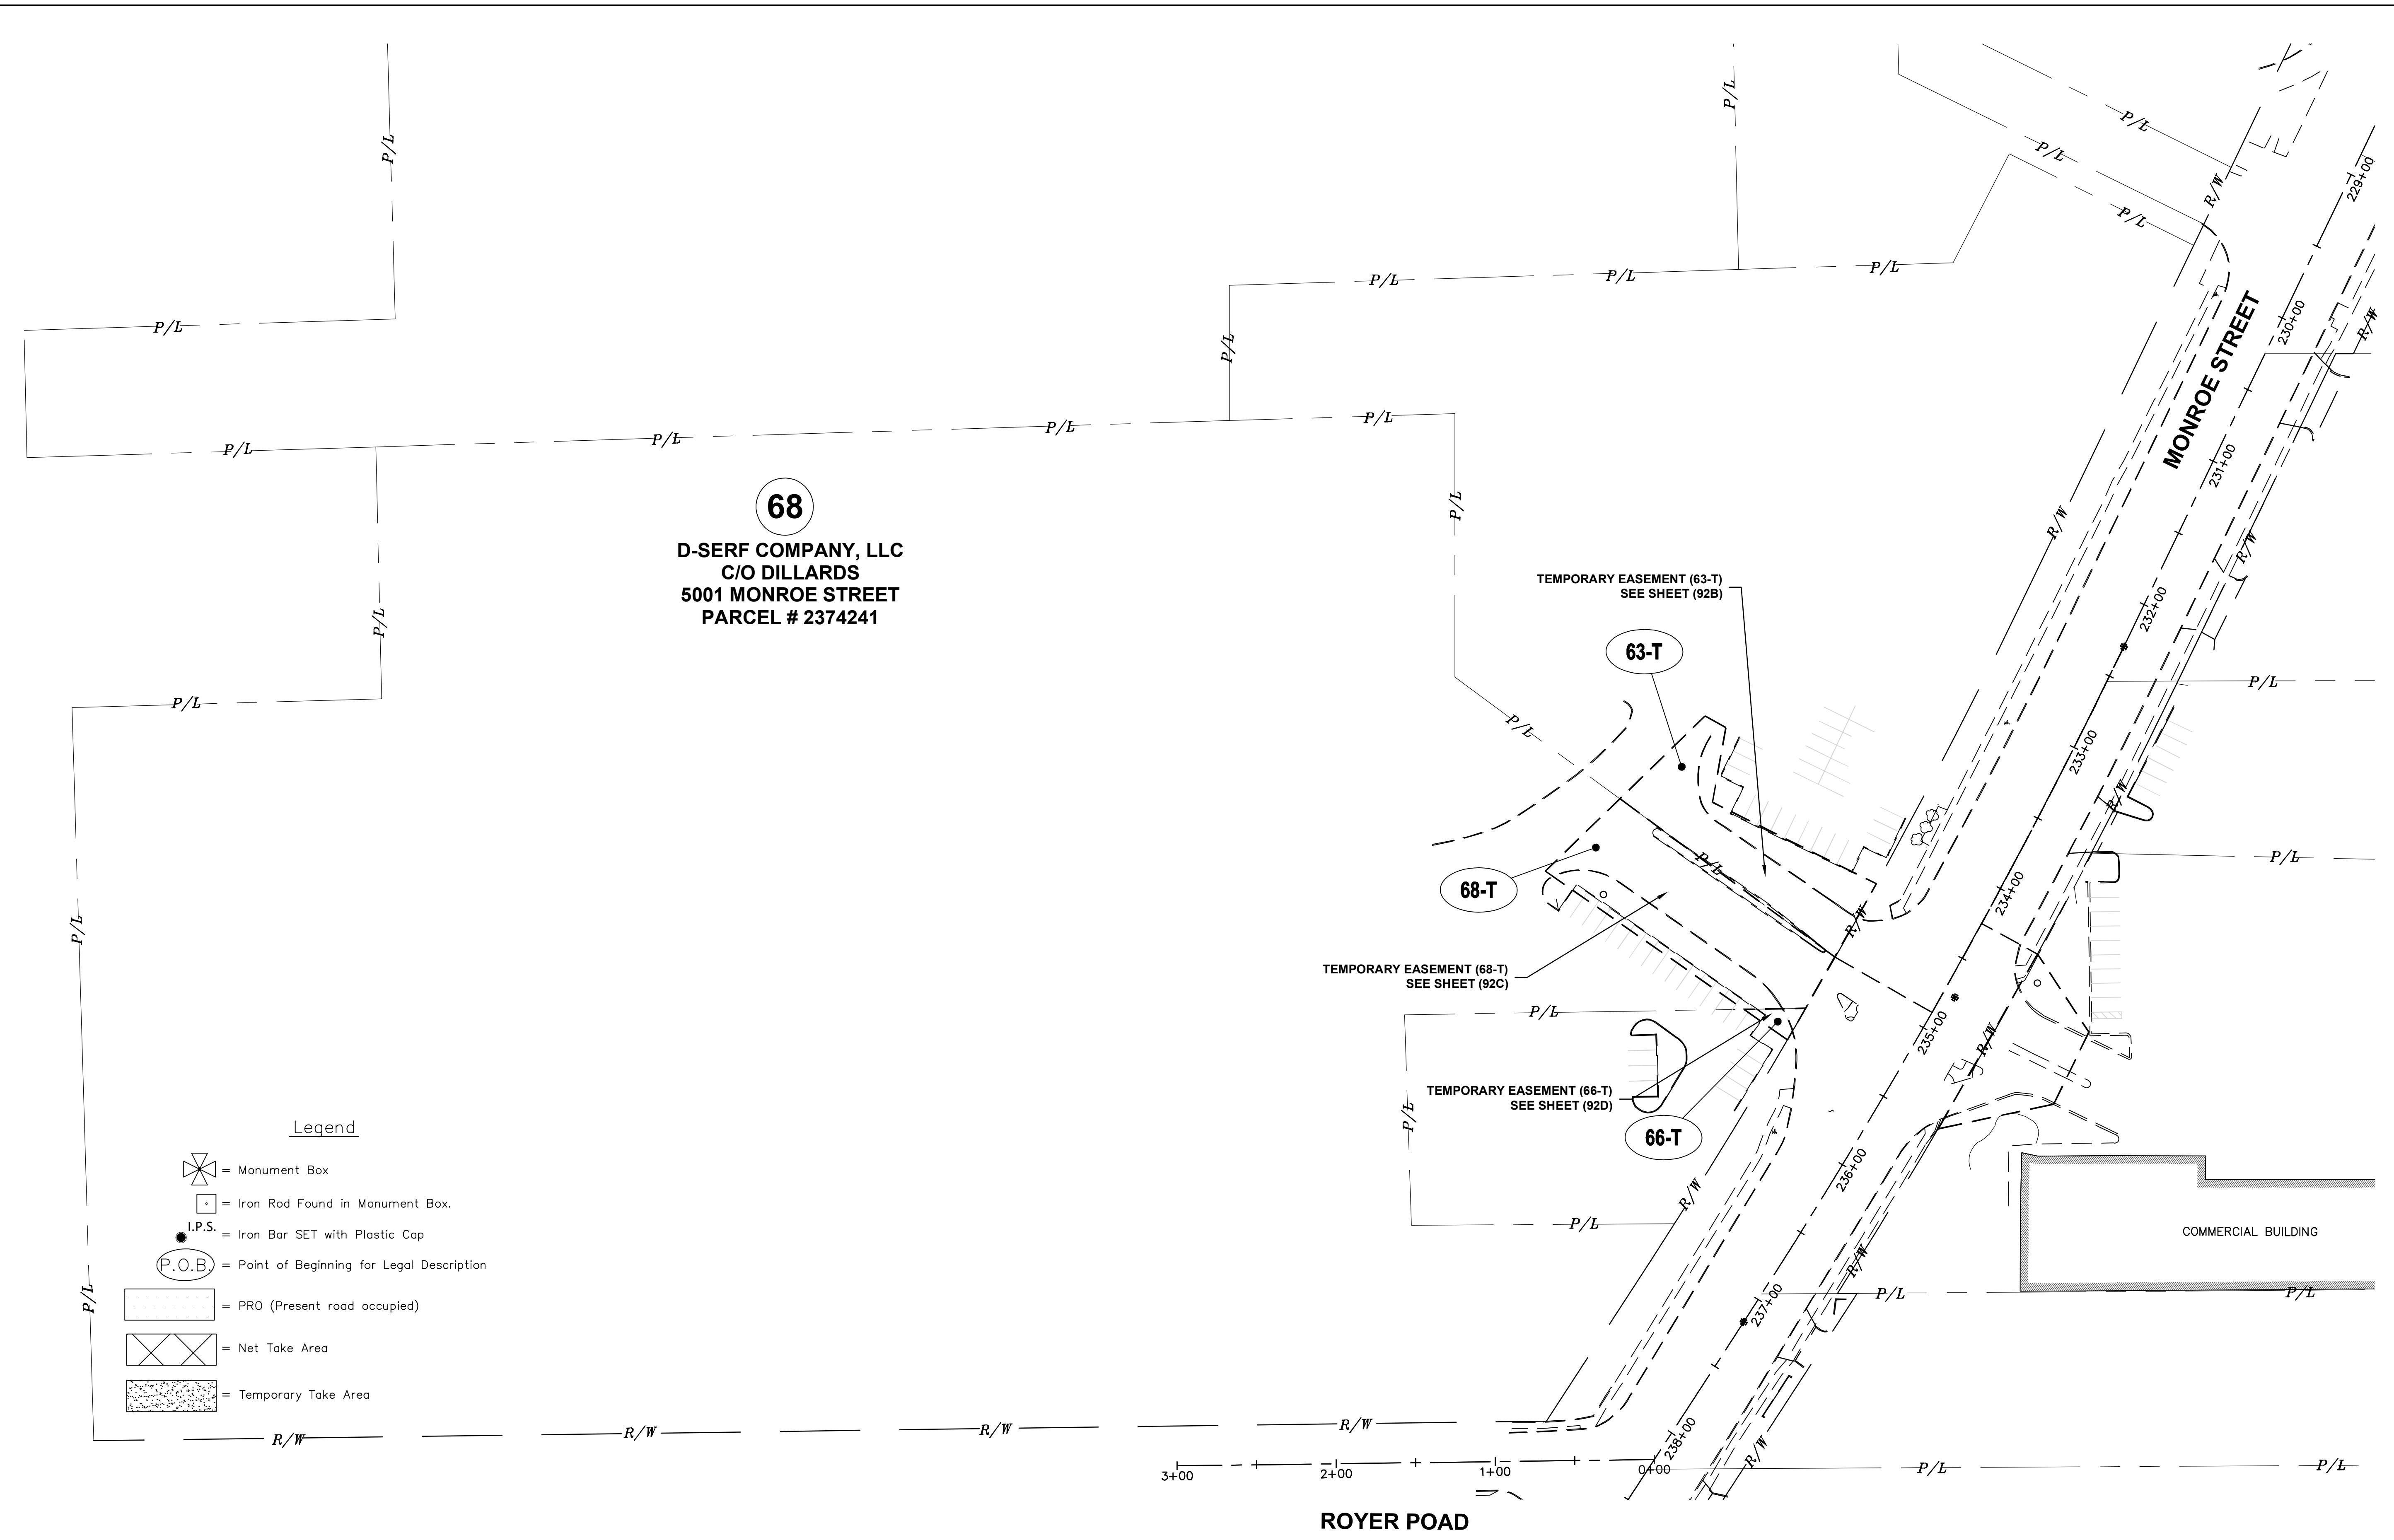 P/L
P/L
P/L
P/L
P/L
R/W
P/L
229+00
P/L
P/L
P/L
P/L
230+00
R/W
P/L
MONROE STREET
P/L
P/L
P/L
P/L
231+00
68
D-SERF COMPANY, LLC
C/O DILLARDS
5001 MONROE STREET
PARCEL # 2374241
P/L
R/W
R/W
P/L
TEMPORARY EASEMENT (63-T)
SEE SHEET (92B)
232+00
63-T
P/L
P/L
P/L
233+00
R/W
P/L
P/L
68-T
234+00
P/L
R/W
TEMPORARY EASEMENT (68-T)
SEE SHEET (92C)
P/L
235+00
R/W
TEMPORARY EASEMENT (66-T)
SEE SHEET (92D)
P/L
66-T
236+00
R/W
P/L
COMMERCIAL BUILDING
R/W
P/L
237+00
P/L
P/L
Legend
= Monument Box
= Iron Rod Found in Monument Box.
I.P.S.
= Iron Bar SET with Plastic Cap
P.O.B. = Point of Beginning for Legal Description
= PRO (Present road occupied)
= Net Take Area
= Temporary Take Area
R/W
R/W
R/W
R/W
238+00
R/W
P/L
P/L
3+00
2+00
1+00
0+00
ROYER POAD